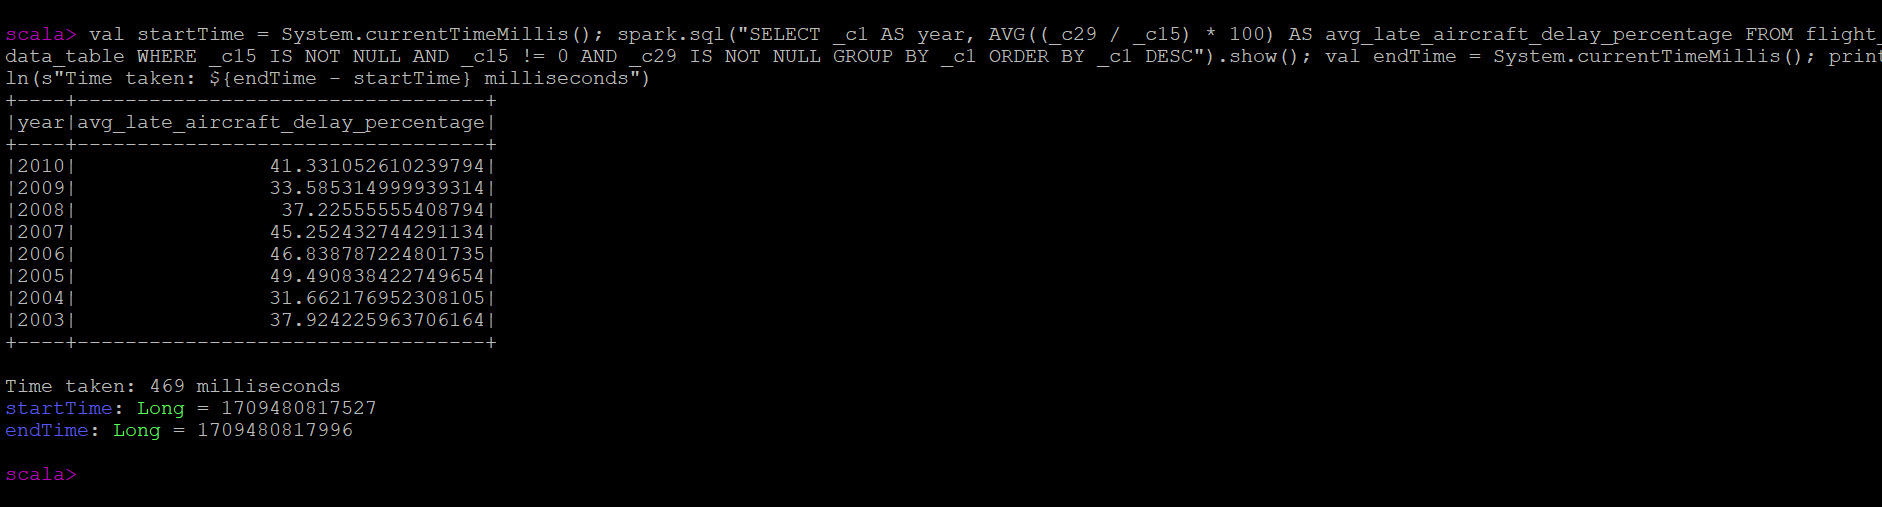 scala> val startTime = System.currentTimeMillis(); spark.sql("SELECT _c1 AS year, AVG((_c29 / _c15) * 100) AS avg_late_aircraft_delay_percentage FROM flight_
data_table WHERE _c15 IS NOT NULL AND _c15 != 0 AND _c29 IS NOT NULL GROUP BY _c1 ORDER BY _c1 DESC").show(); val endTime = System.currentTimeMillis(); print
ln(s"Time taken: ${endTime - startTime} milliseconds")
+----+----------------------------------+
|year|avg_late_aircraft_delay_percentage|
+----+----------------------------------+
|2010|                41.331052610239794|
|2009|                33.585314999939314|
|2008|                 37.22555555408794|
|2007|                45.252432744291134|
|2006|                46.838787224801735|
|2005|                49.490838422749654|
|2004|                31.662176952308105|
|2003|                37.924225963706164|
+----+----------------------------------+
Time taken: 469 milliseconds
startTime: Long = 1709480817527
endTime: Long = 1709480817996
scala>